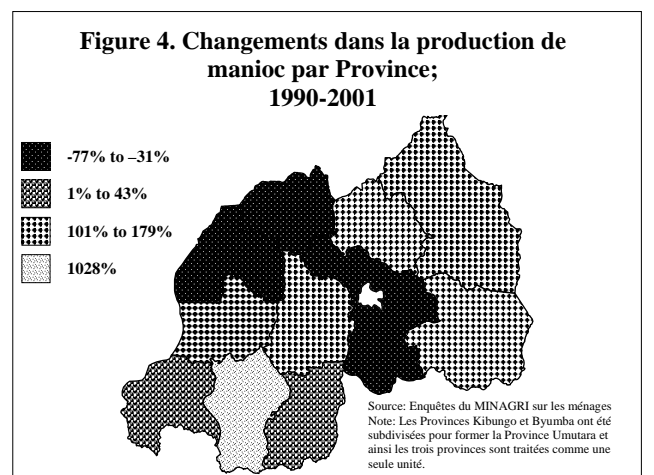 Figure 4. Changements dans la production de
manioc par Province;
1990-2001
-77% to –31%
1% to 43%
101% to 179%
1028%
Source: Enquêtes du MINAGRI sur les ménages
Note: Les Provinces Kibungo et Byumba ont été
subdivisées pour former la Province Umutara et
ainsi les trois provinces sont traitées comme une
seule unité.